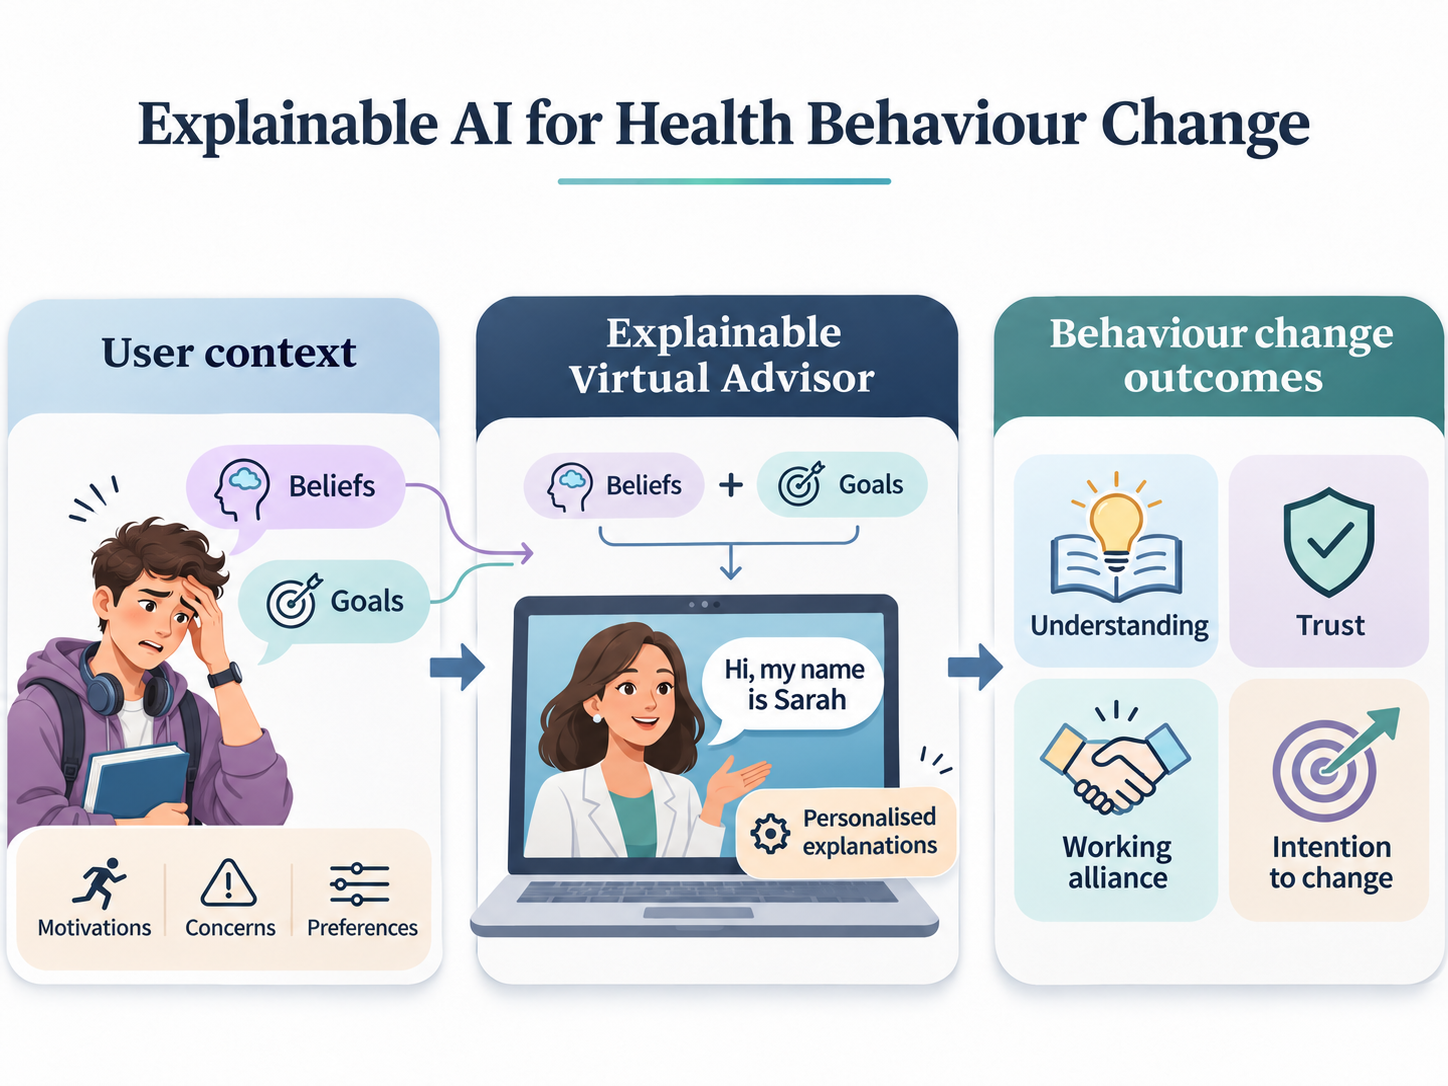 Explainable AI for Health Behaviour Change
User context
Beliefs
Goals
Motivations
Concerns
Preferences
Explainable
Virtual Advisor
Beliefs
+
Goals
Hi, my name
is Sarah
Personalised
explanations
Behaviour change
outcomes
Understanding
Trust
Working
alliance
Intention
to change